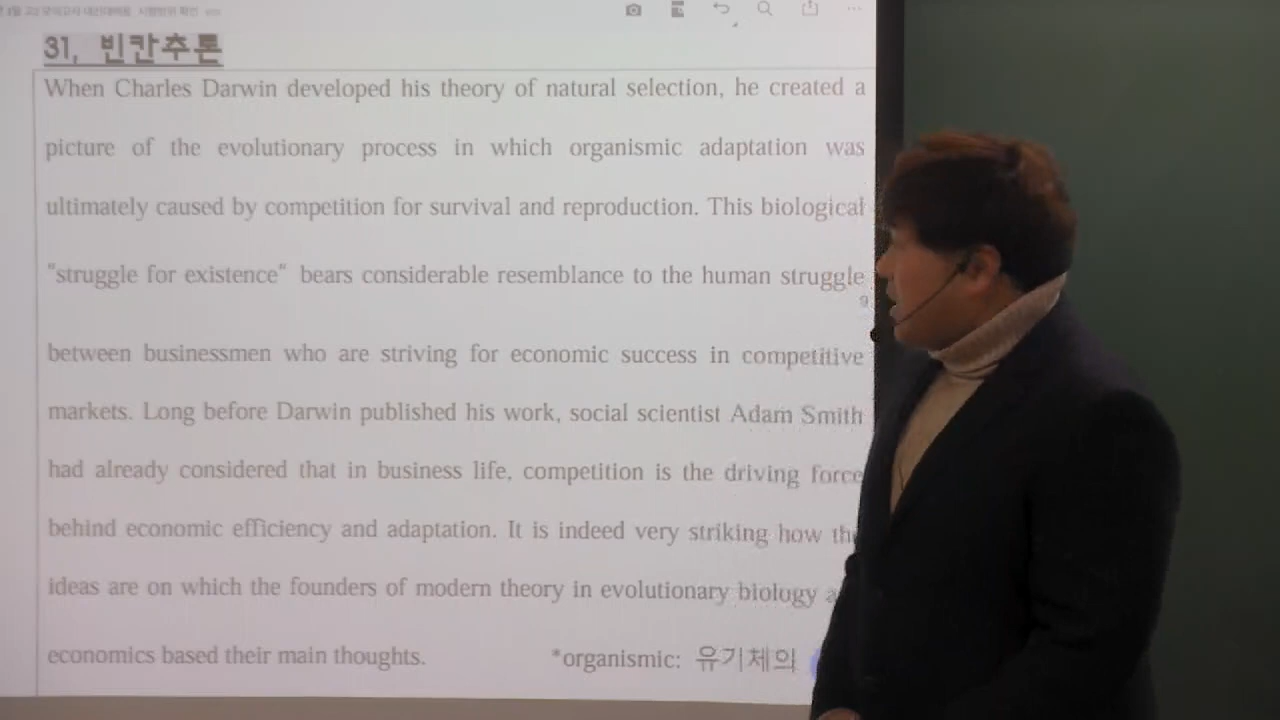 31, 빈칸추론
When Charles Darwin developed his theory of natural selection, he created a
picture of the evolutionary process in which organismic adaptation was
ultimately caused by competition for survival and reproduction. This biological
"struggle for existence" bears considerable resemblance to the human struggle
9
between businessmen who are striving for economic success in competitive
markets. Long before Darwin published his work, social scientist Adam Smith
had already considered that in business life, competition is the driving force
behind economic efficiency and adaptation. It is indeed very striking how
ideas are on which the founders of modern theory in evolutionary biology
economics based their main thoughts. *organismic: 유기체의